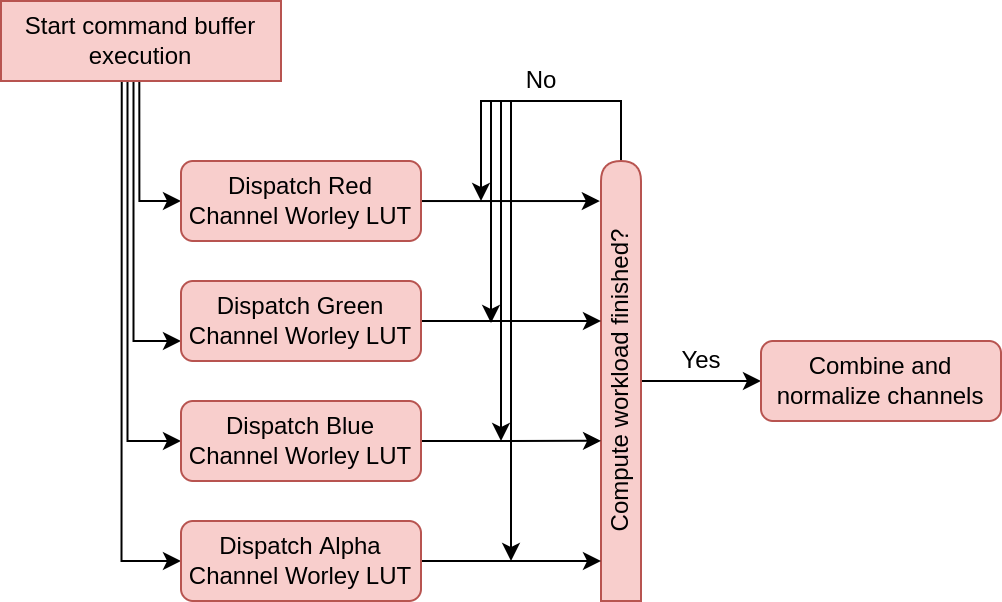 Start command buffer
execution
No
Dispatch Red
Channel Worley LUT
Dispatch Green
Channel Worley LUT
Dispatch Blue
Channel Worley LUT
Dispatch Alpha
Channel Worley LUT
Compute workload finished?
Yes
Combine and
normalize channels